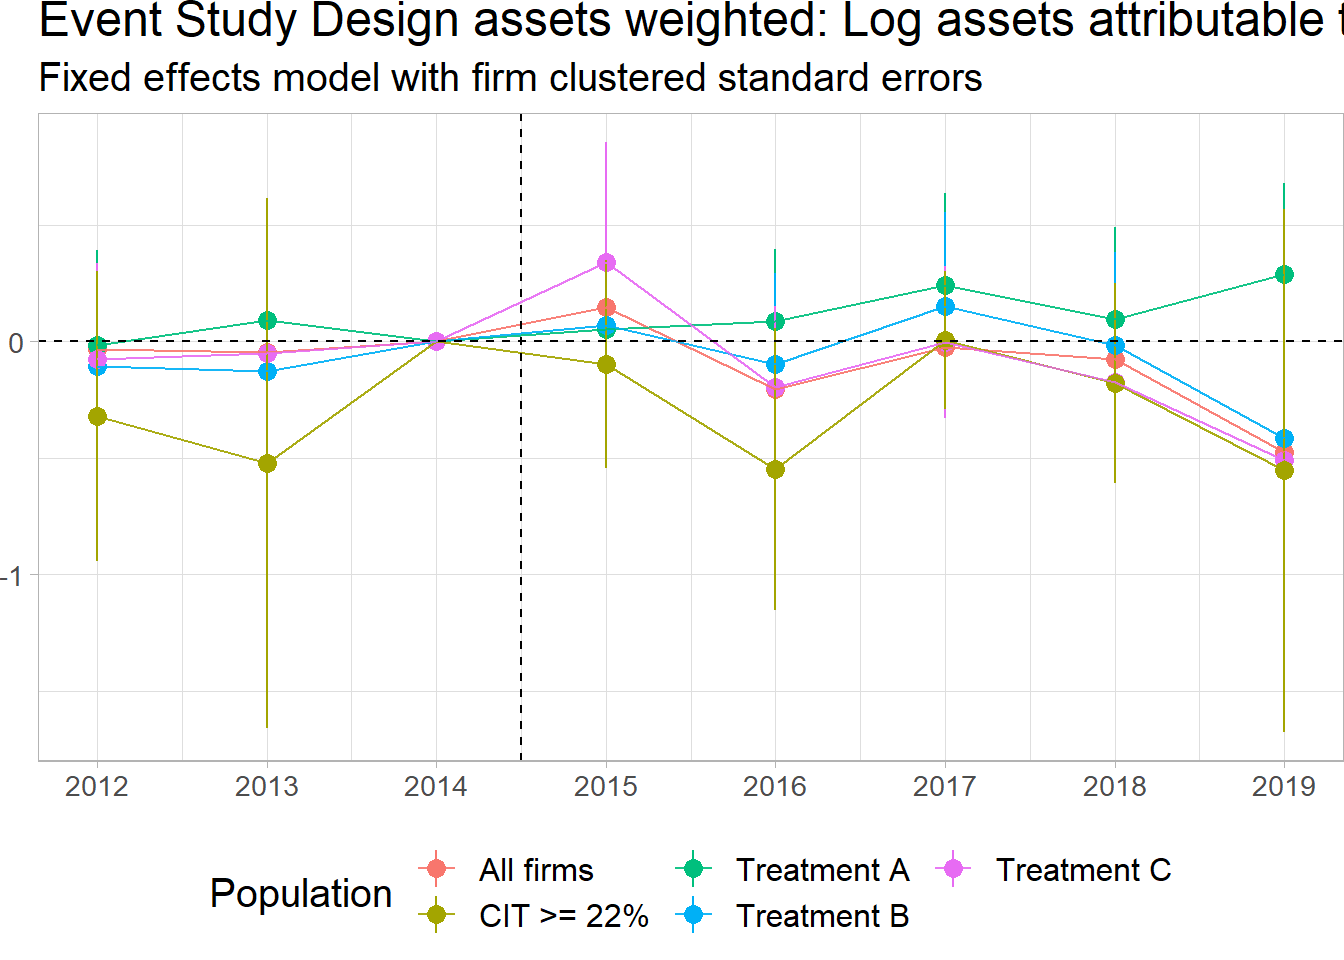 Event Study Design assets weighted: Log assets attributable
Fixed effects model with firm clustered standard errors
0
-1
2012 2013 2014 2015 2016 2017 2018 2019
Population
All firms Treatment A Treatment C
CIT >= 22% Treatment B